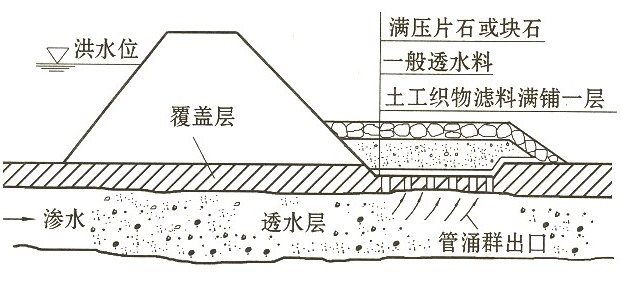 满压片石或块石
洪水位
一般透水料
土工织物滤料满铺一层
覆盖层
渗水
透水层
管涌群出口